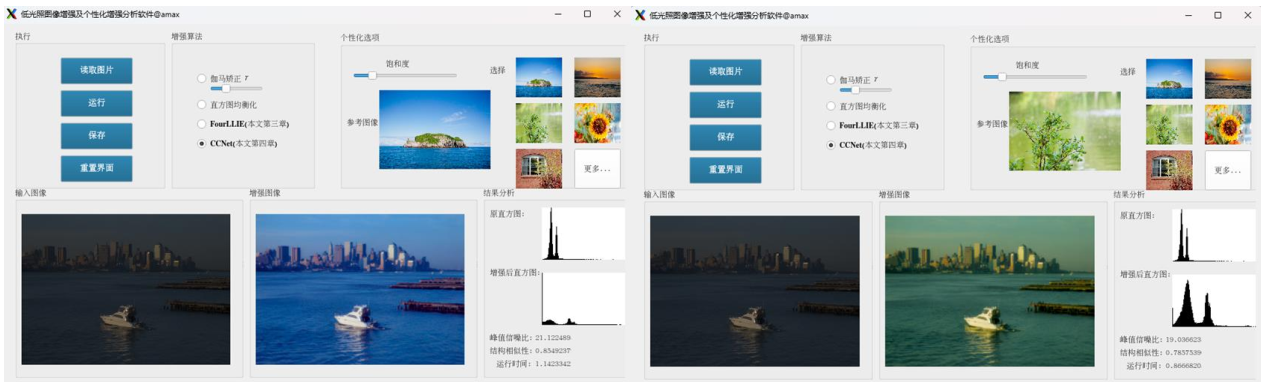 低光照图像增强及个性化增强分析软件@amax
执行
读取图片
运行
保存
重置界面
增强算法
伽马矫正 γ
直方图均衡化
FourLLIE(本文第三章)
CCNet(本文第四章)
个性化选项
饱和度
选择
参考图像
更多...
输入图像
增强图像
结果分析
原直方图:
增强后直方图:
峰值信噪比: 21.122489
结构相似性: 0.8549237
运行时间: 1.1423342
低光照图像增强及个性化增强分析软件@amax
执行
读取图片
运行
保存
重置界面
增强算法
伽马矫正 γ
直方图均衡化
FourLLIE(本文第三章)
CCNet(本文第四章)
个性化选项
饱和度
选择
参考图像
更多...
输入图像
增强图像
结果分析
原直方图:
增强后直方图:
峰值信噪比: 19.036623
结构相似性: 0.7857539
运行时间: 0.8666820